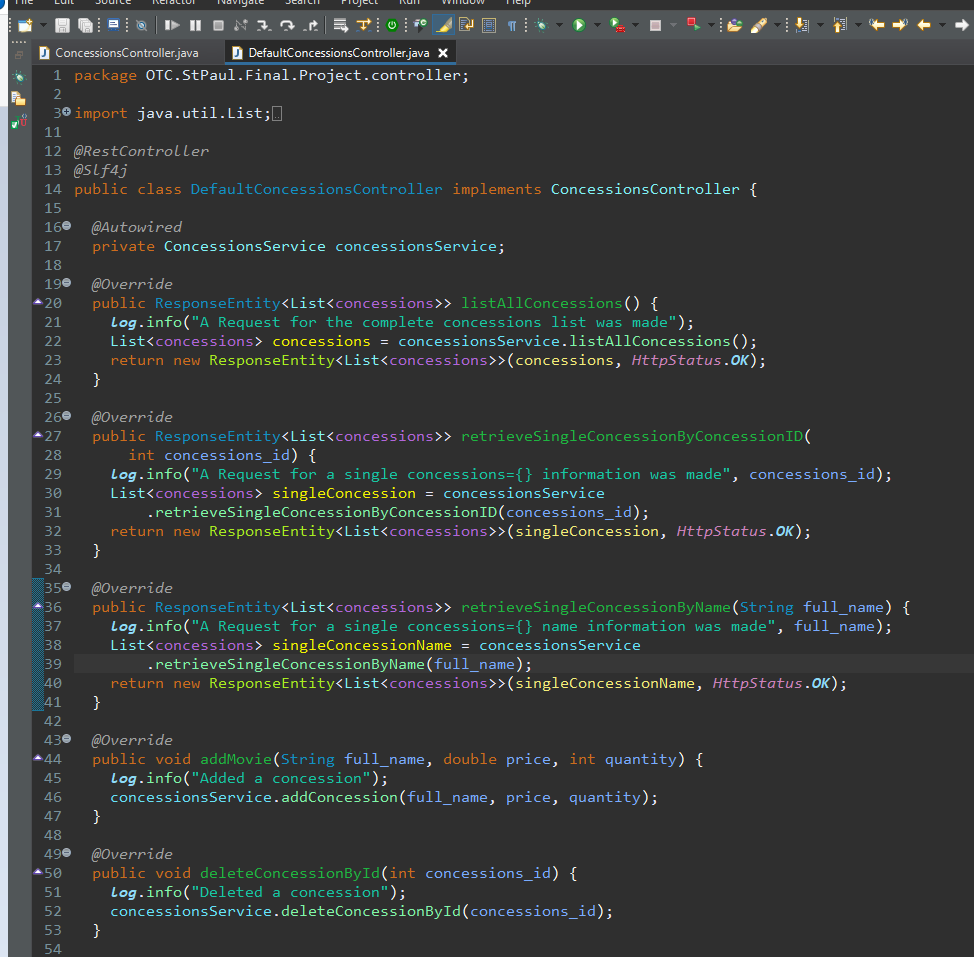 File Edit Source Refactor Navigate Search Project Run Window Help
ConcessionsController.java DefaultConcessionsController.java
1 package OTC.StPaul.Final.Project.controller;
2
3 import java.util.List;
11
12 @RestController
13 @Slf4j
14 public class DefaultConcessionsController implements ConcessionsController {
15
16 @Autowired
17 private ConcessionsService concessionsService;
18
19 @Override
20 public ResponseEntity<List<concessions>> listAllConcessions() {
21 log.info("A Request for the complete concessions list was made");
22 List<concessions> concessions = concessionsService.listAllConcessions();
23 return new ResponseEntity<List<concessions>>(concessions, HttpStatus.OK);
24 }
25
26 @Override
27 public ResponseEntity<List<concessions>> retrieveSingleConcessionByConcessionID(
28 int concessions_id) {
29 log.info("A Request for a single concessions={} information was made", concessions_id);
30 List<concessions> singleConcession = concessionsService
31 .retrieveSingleConcessionByConcessionID(concessions_id);
32 return new ResponseEntity<List<concessions>>(singleConcession, HttpStatus.OK);
33 }
34
35 @Override
36 public ResponseEntity<List<concessions>> retrieveSingleConcessionByName(String full_name) {
37 log.info("A Request for a single concessions={} name information was made", full_name);
38 List<concessions> singleConcessionName = concessionsService
39 .retrieveSingleConcessionByName(full_name);
40 return new ResponseEntity<List<concessions>>(singleConcessionName, HttpStatus.OK);
41 }
42
43 @Override
44 public void addMovie(String full_name, double price, int quantity) {
45 log.info("Added a concession");
46 concessionsService.addConcession(full_name, price, quantity);
47 }
48
49 @Override
50 public void deleteConcessionById(int concessions_id) {
51 log.info("Deleted a concession");
52 concessionsService.deleteConcessionById(concessions_id);
53 }
54